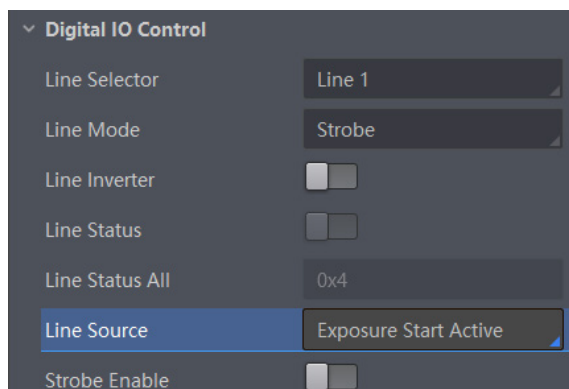 Digital IO Control
Line Selector Line 1
Line Mode Strobe
Line Inverter
Line Status
Line Status All 0x4
Line Source Exposure Start Active
Strobe Enable